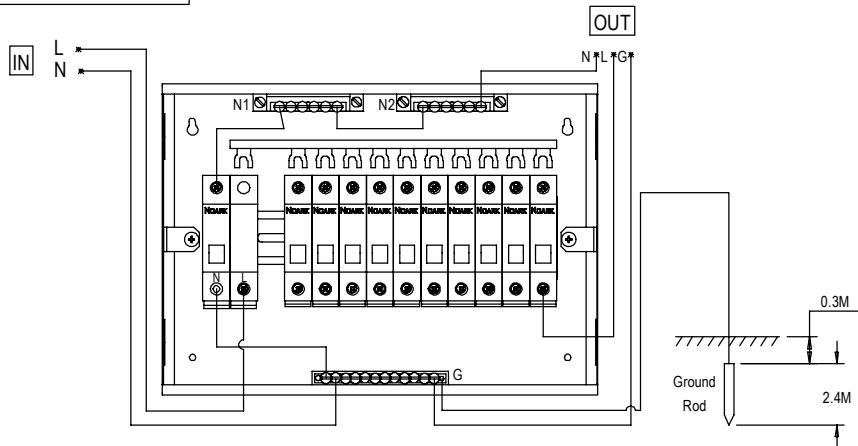 OUT
IN
L
N
N L G
N1
N2
NOARK NOARK NOARK NOARK NOARK NOARK NOARK NOARK NOARK NOARK NOARK
N L
G
0.3M
Ground
Rod
2.4M